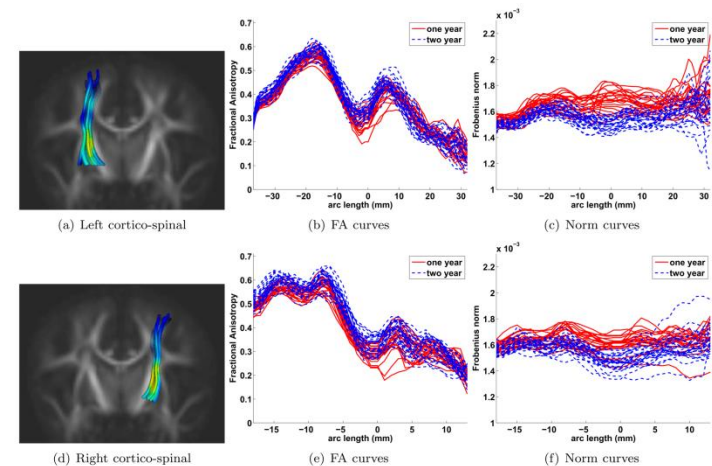 0.7
0.6
0.5
0.4
0.3
0.2
0.1
0
Fractional Anisotropy
one year
two year
−30 −20 −10 0 10 20 30
arc length (mm)
x 10⁻³
2.2
2
1.8
1.6
1.4
1.2
1
Frobenius norm
one year
two year
−30 −20 −10 0 10 20 30
arc length (mm)
(a) Left cortico-spinal
(b) FA curves
(c) Norm curves
0.7
0.6
0.5
0.4
0.3
0.2
0.1
0
Fractional Anisotropy
one year
two year
−15 −10 −5 0 5 10
arc length (mm)
x 10⁻³
2.2
2
1.8
1.6
1.4
1.2
1
Frobenius norm
one year
two year
−15 −10 −5 0 5 10
arc length (mm)
(d) Right cortico-spinal
(e) FA curves
(f) Norm curves